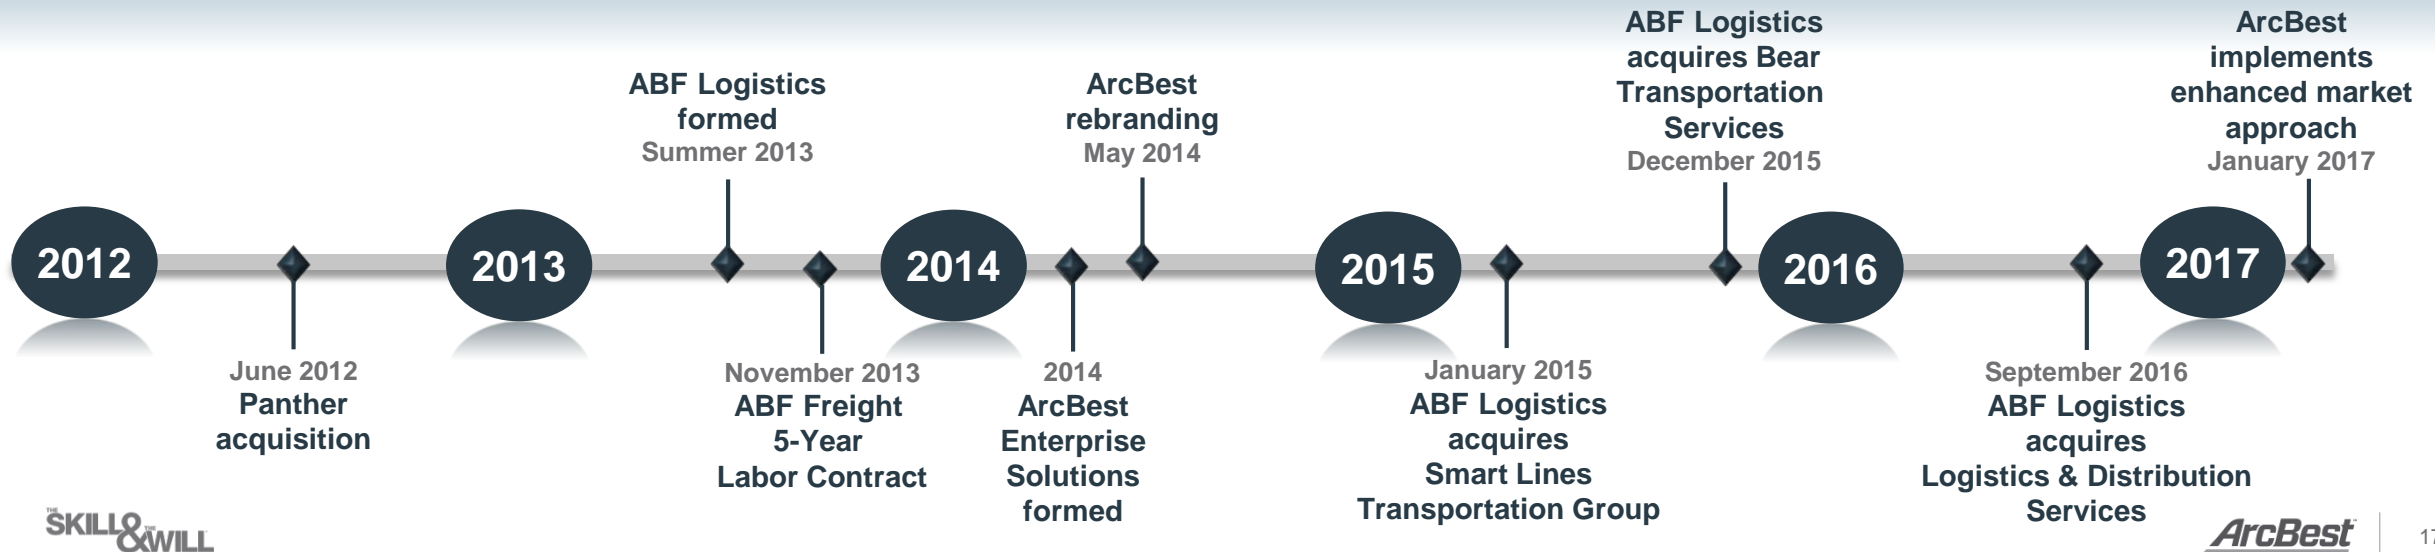 ABF Logistics
formed
Summer 2013
ArcBest
rebranding
May 2014
ABF Logistics
acquires Bear
Transportation
Services
December 2015
ArcBest
implements
enhanced market
approach
January 2017
2012
2013
2014
2015
2016
2017
June 2012
Panther
acquisition
November 2013
ABF Freight
5-Year
Labor Contract
2014
ArcBest
Enterprise
Solutions
formed
January 2015
ABF Logistics
acquires
Smart Lines
Transportation Group
September 2016
ABF Logistics
acquires
Logistics & Distribution
Services
THE SKILL
& THE WILL
ArcBest
17